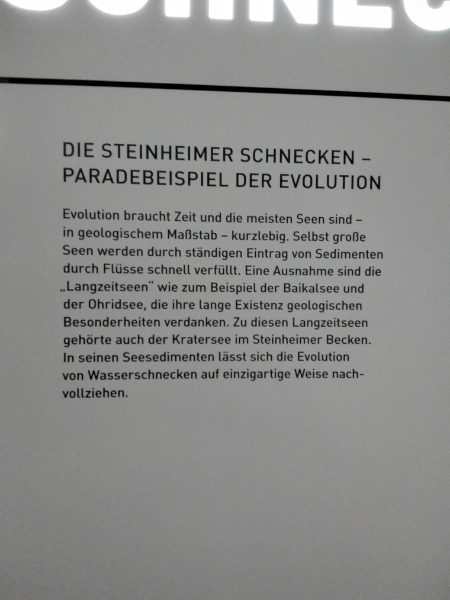 SCHNEC
DIE STEINHEIMER SCHNECKEN –
PARADEBEISPIEL DER EVOLUTION
Evolution braucht Zeit und die meisten Seen sind –
in geologischem Maßstab – kurzlebig. Selbst große
Seen werden durch ständigen Eintrag von Sedimenten
durch Flüsse schnell verfüllt. Eine Ausnahme sind die
„Langzeitseen“ wie zum Beispiel der Baikalsee und
der Ohridsee, die ihre lange Existenz geologischen
Besonderheiten verdanken. Zu diesen Langzeitseen
gehörte auch der Kratersee im Steinheimer Becken.
In seinen Seesedimenten lässt sich die Evolution
von Wasserschnecken auf einzigartige Weise nach-
vollziehen.